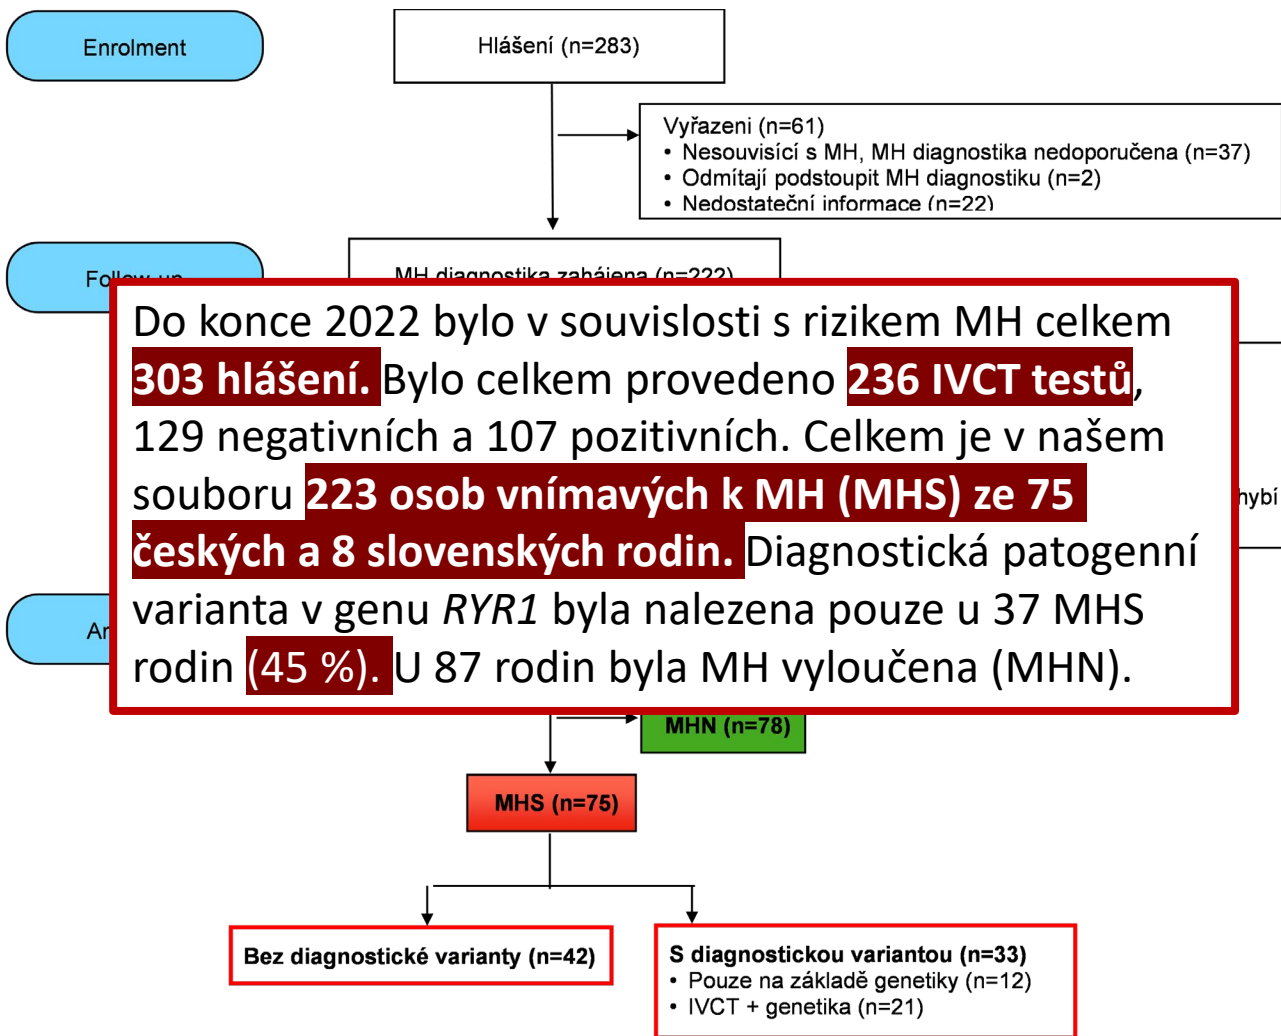 Enrolment
Hlášení (n=283)
Vyřazeni (n=61)
• Nesouvisící s MH, MH diagnostika nedoporučena (n=37)
• Odmítají podstoupit MH diagnostiku (n=2)
• Nedostateční informace (n=22)
Follow-up
MH diagnostika zahájena (n=222)
Do konce 2022 bylo v souvislosti s rizikem MH celkem
303 hlášení. Bylo celkem provedeno 236 IVCT testů,
129 negativních a 107 pozitivních. Celkem je v našem
souboru 223 osob vnímavých k MH (MHS) ze 75
českých a 8 slovenských rodin. Diagnostická patogenní
varianta v genu RYR1 byla nalezena pouze u 37 MHS
rodin (45 %). U 87 rodin byla MH vyloučena (MHN).
MHN (n=78)
MHS (n=75)
Bez diagnostické varianty (n=42)
S diagnostickou variantou (n=33)
• Pouze na základě genetiky (n=12)
• IVCT + genetika (n=21)